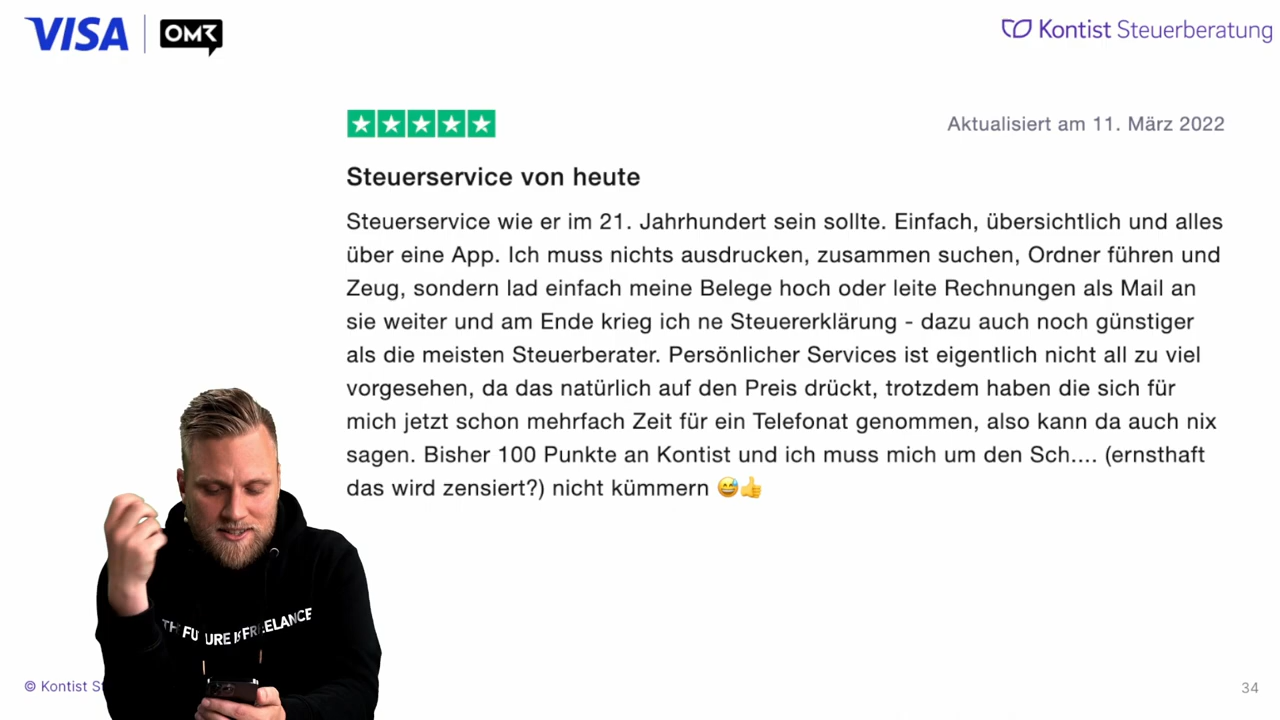 VISA
OMR
Kontist Steuerberatung
Aktualisiert am 11. März 2022
Steuerservice von heute
Steuerservice wie er im 21. Jahrhundert sein sollte. Einfach, übersichtlich und alles
über eine App. Ich muss nichts ausdrucken, zusammen suchen, Ordner führen und
Zeug, sondern lad einfach meine Belege hoch oder leite Rechnungen als Mail an
sie weiter und am Ende krieg ich ne Steuererklärung - dazu auch noch günstiger
als die meisten Steuerberater. Persönlicher Services ist eigentlich nicht all zu viel
vorgesehen, da das natürlich auf den Preis drückt, trotzdem haben die sich für
mich jetzt schon mehrfach Zeit für ein Telefonat genommen, also kann da auch nix
sagen. Bisher 100 Punkte an Kontist und ich muss mich um den Sch.... (ernsthaft
das wird zensiert?) nicht kümmern 😅👍
TH FUTURE IS FREELANCE
© Kontist S
34